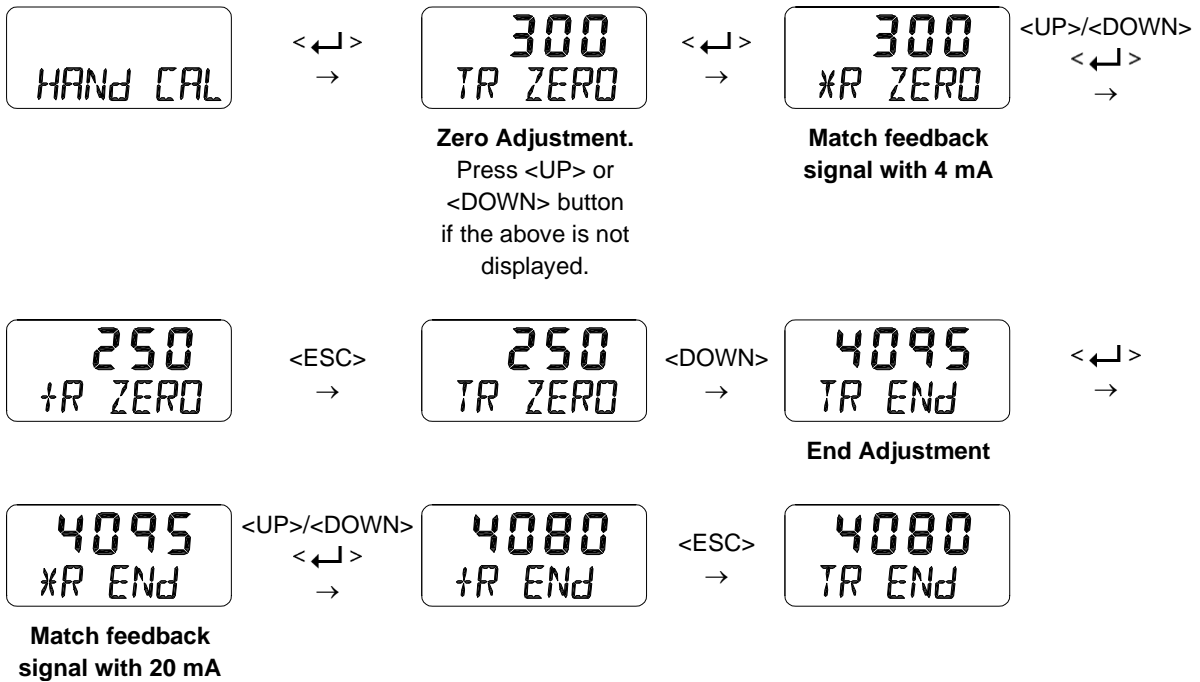 HANd CAL
<↵>
→
300
TR ZERO
Zero Adjustment.
Press <UP> or
<DOWN> button
if the above is not
displayed.
<↵>
→
300
*R ZERO
Match feedback
signal with 4 mA
<UP>/<DOWN>
<↵>
→
250
+R ZERO
<ESC>
→
250
TR ZERO
<DOWN>
→
4095
TR ENd
End Adjustment
<↵>
→
4095
*R ENd
Match feedback
signal with 20 mA
<UP>/<DOWN>
<↵>
→
4080
+R ENd
<ESC>
→
4080
TR ENd